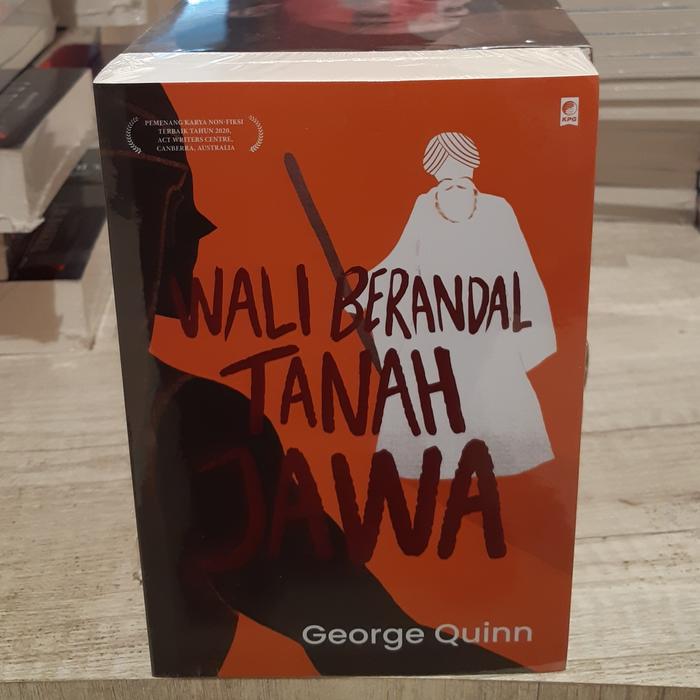 PEMENANG KARYA NON-FIKSI
TERBAIK TAHUN 2020,
ACT WRITERS CENTRE,
CANBERRA, AUSTRALIA
KPG
WALI BERANDAL
TANAH
JAWA
George Quinn